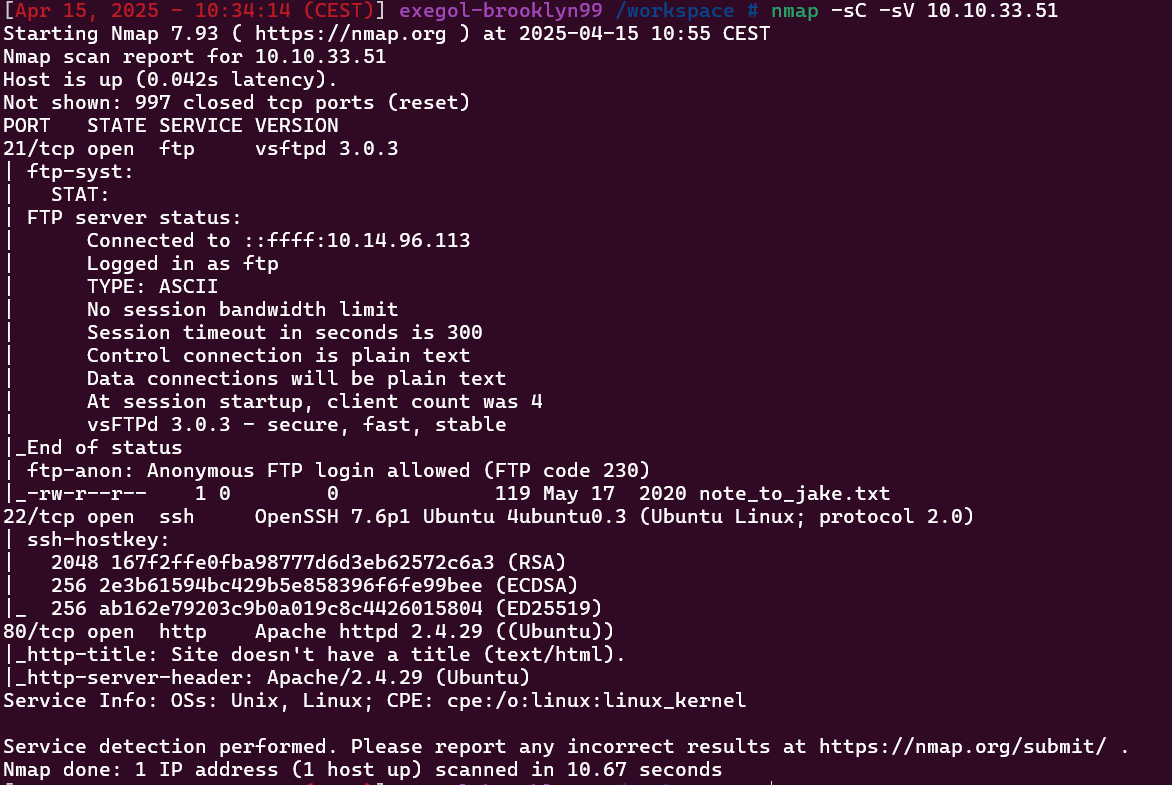 [Apr 15, 2025 - 10:34:14 (CEST)] exegol-brooklyn99 /workspace # nmap -sC -sV 10.10.33.51
Starting Nmap 7.93 ( https://nmap.org ) at 2025-04-15 10:55 CEST
Nmap scan report for 10.10.33.51
Host is up (0.042s latency).
Not shown: 997 closed tcp ports (reset)
PORT   STATE SERVICE VERSION
21/tcp open  ftp     vsftpd 3.0.3
| ftp-syst:
|   STAT:
| FTP server status:
|      Connected to ::ffff:10.14.96.113
|      Logged in as ftp
|      TYPE: ASCII
|      No session bandwidth limit
|      Session timeout in seconds is 300
|      Control connection is plain text
|      Data connections will be plain text
|      At session startup, client count was 4
|      vsFTPd 3.0.3 - secure, fast, stable
|_End of status
| ftp-anon: Anonymous FTP login allowed (FTP code 230)
|_-rw-r--r--    1 0        0             119 May 17  2020 note_to_jake.txt
22/tcp open  ssh     OpenSSH 7.6p1 Ubuntu 4ubuntu0.3 (Ubuntu Linux; protocol 2.0)
| ssh-hostkey:
|   2048 167f2ffe0fba98777d6d3eb62572c6a3 (RSA)
|   256 2e3b61594bc429b5e858396f6fe99bee (ECDSA)
|_  256 ab162e79203c9b0a019c8c4426015804 (ED25519)
80/tcp open  http    Apache httpd 2.4.29 ((Ubuntu))
|_http-title: Site doesn't have a title (text/html).
|_http-server-header: Apache/2.4.29 (Ubuntu)
Service Info: OSs: Unix, Linux; CPE: cpe:/o:linux:linux_kernel

Service detection performed. Please report any incorrect results at https://nmap.org/submit/ .
Nmap done: 1 IP address (1 host up) scanned in 10.67 seconds